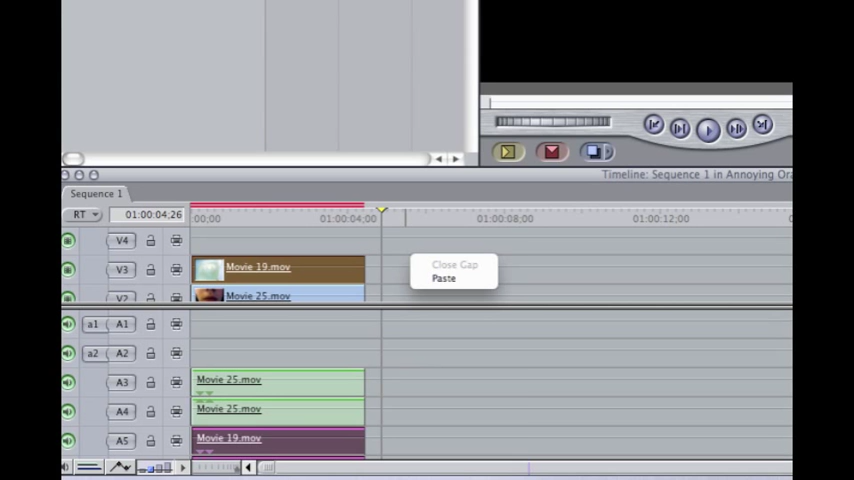 Timeline: Sequence 1 in Annoying Ora
Sequence 1
RT 01:00:04;26 :00;00 01:00:04;00 01:00:08;00 01:00:12;00
V4
V3 Movie 19.mov Close Gap
Paste
V2 Movie 25.mov
a1 A1
a2 A2
A3 Movie 25.mov
A4 Movie 25.mov
A5 Movie 19.mov